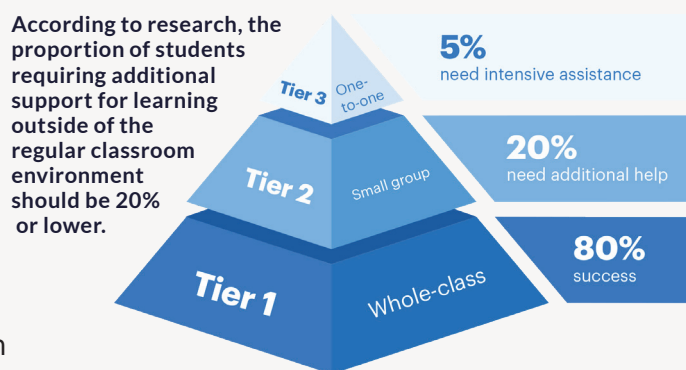 According to research, the
proportion of students
requiring additional
support for learning
outside of the
regular classroom
environment
should be 20%
or lower.
Tier 3
One-
to-one
5%
need intensive assistance
Tier 2
Small group
20%
need additional help
Tier 1
Whole-class
80%
success
n